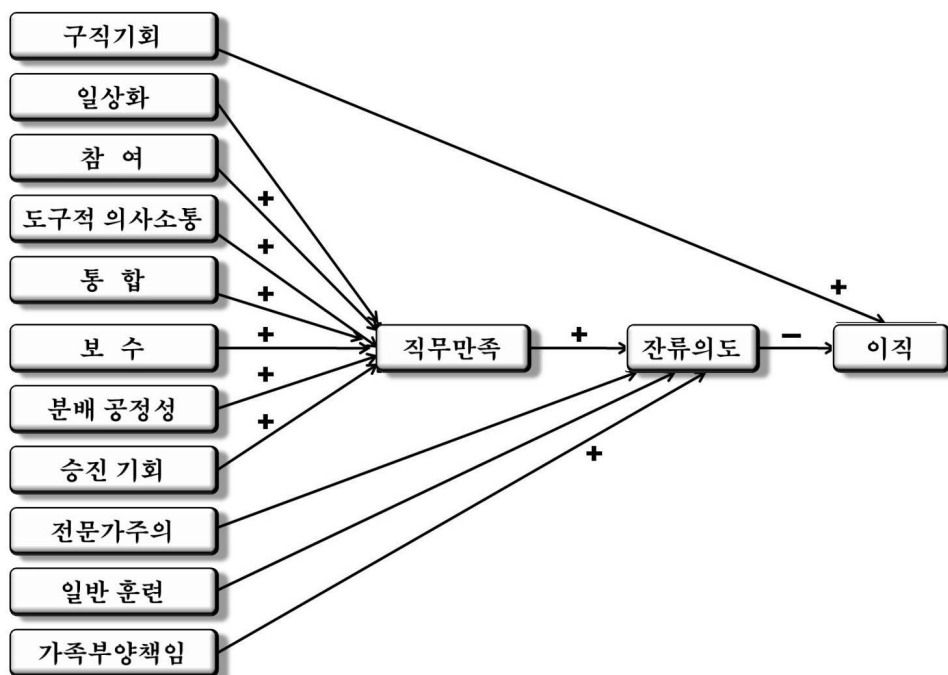 구직기회
일상화
참 여
도구적 의사소통
통 합
보 수
분배 공정성
승진 기회
전문가주의
일반 훈련
가족부양책임
+
+
+
+
+
+
직무만족
+
잔류의도
−
이직
+
+